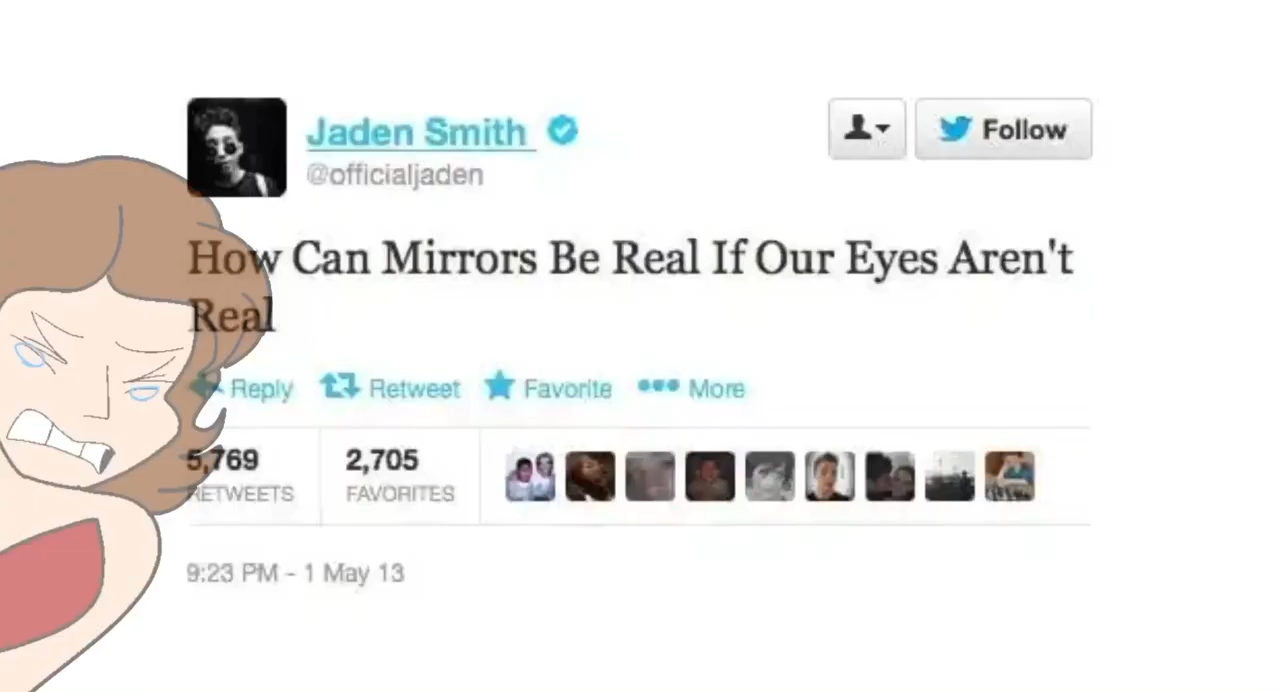 Jaden Smith
@officialjaden
Follow
How Can Mirrors Be Real If Our Eyes Aren't
Real
Reply Retweet Favorite More
5,769 2,705
RETWEETS FAVORITES
9:23 PM - 1 May 13